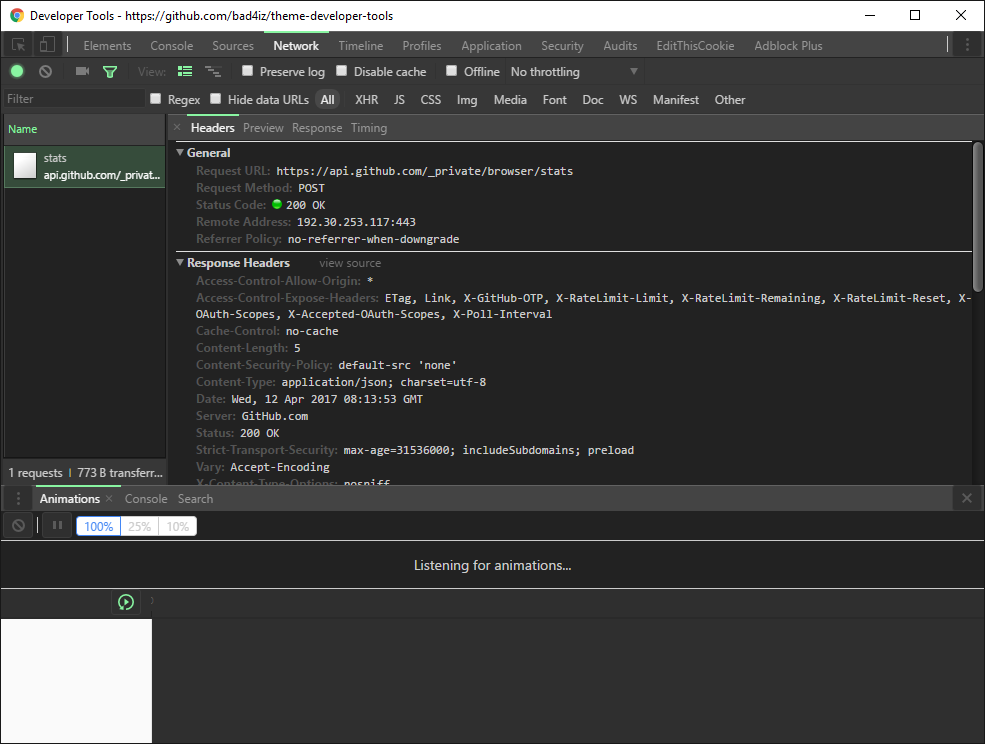 Developer Tools - https://github.com/bad4iz/theme-developer-tools
Elements Console Sources Network Timeline Profiles Application Security Audits EditThisCookie Adblock Plus
View: Preserve log Disable cache Offline No throttling
Filter Regex Hide data URLs All XHR JS CSS Img Media Font Doc WS Manifest Other
Name
stats
api.github.com/_privat...
× Headers Preview Response Timing
General
Request URL: https://api.github.com/_private/browser/stats
Request Method: POST
Status Code: 200 OK
Remote Address: 192.30.253.117:443
Referrer Policy: no-referrer-when-downgrade
Response Headers view source
Access-Control-Allow-Origin: *
Access-Control-Expose-Headers: ETag, Link, X-GitHub-OTP, X-RateLimit-Limit, X-RateLimit-Remaining, X-RateLimit-Reset, X-
OAuth-Scopes, X-Accepted-OAuth-Scopes, X-Poll-Interval
Cache-Control: no-cache
Content-Length: 5
Content-Security-Policy: default-src 'none'
Content-Type: application/json; charset=utf-8
Date: Wed, 12 Apr 2017 08:13:53 GMT
Server: GitHub.com
Status: 200 OK
Strict-Transport-Security: max-age=31536000; includeSubdomains; preload
Vary: Accept-Encoding
X-Content-Type-Options: nosniff
1 requests | 773 B transferr...
Animations × Console Search
100% 25% 10%
Listening for animations...